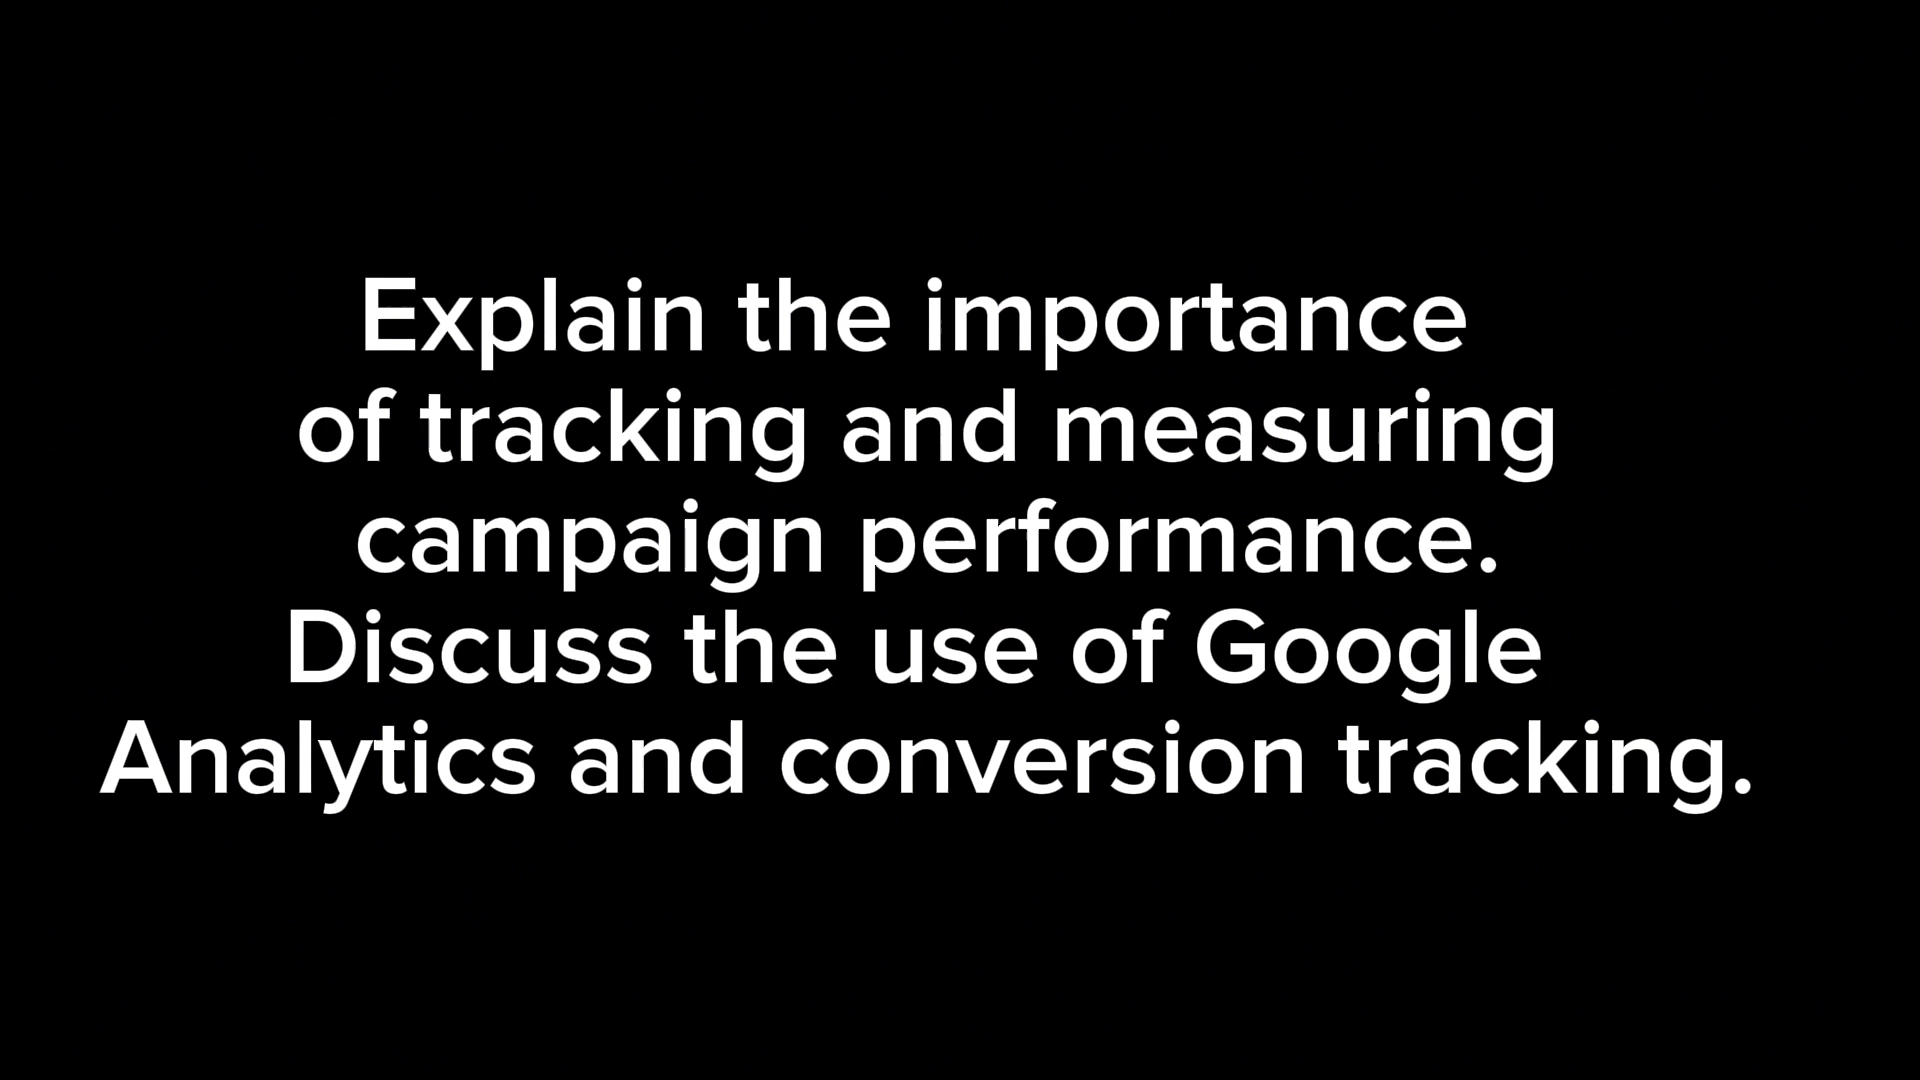 Explain the importance
of tracking and measuring
campaign performance.
Discuss the use of Google
Analytics and conversion tracking.